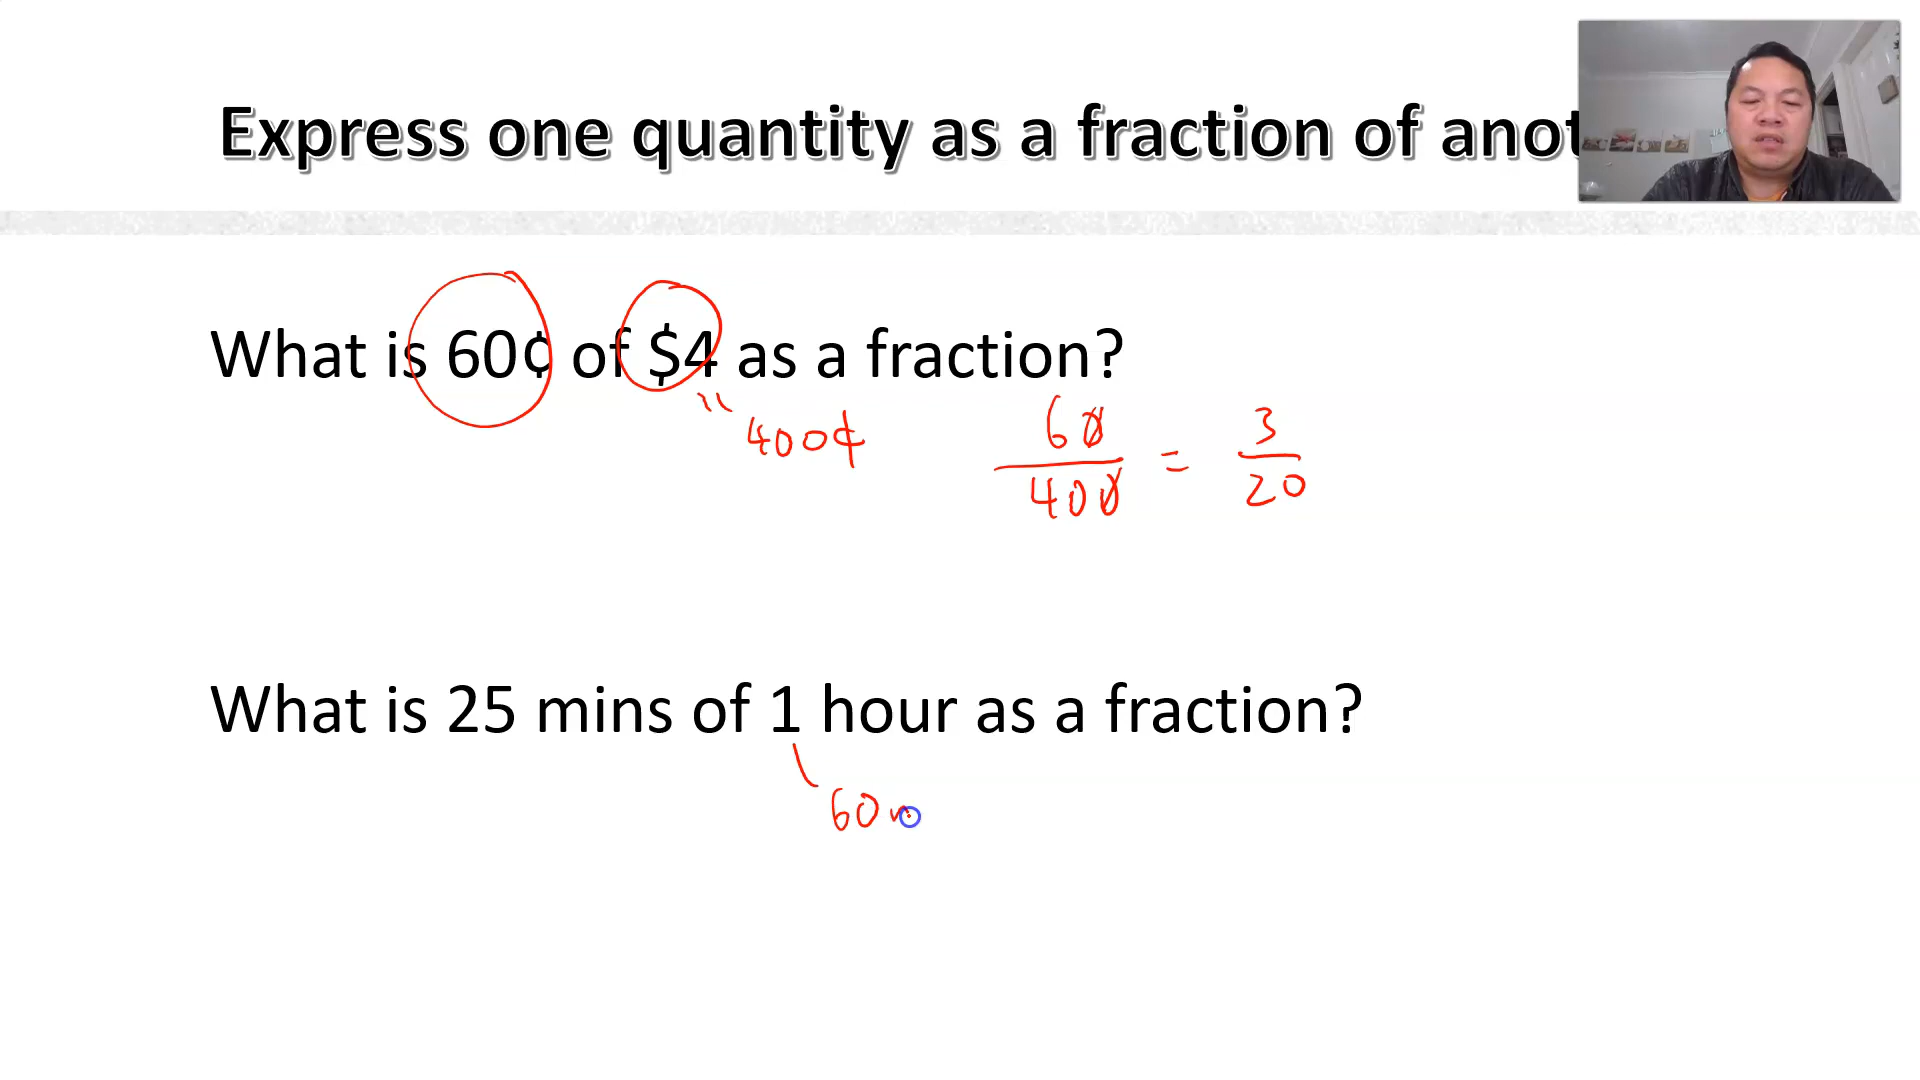 Express one quantity as a fraction of anot
What is 60¢ of $4 as a fraction?
400¢
60/400 = 3/20
What is 25 mins of 1 hour as a fraction?
60